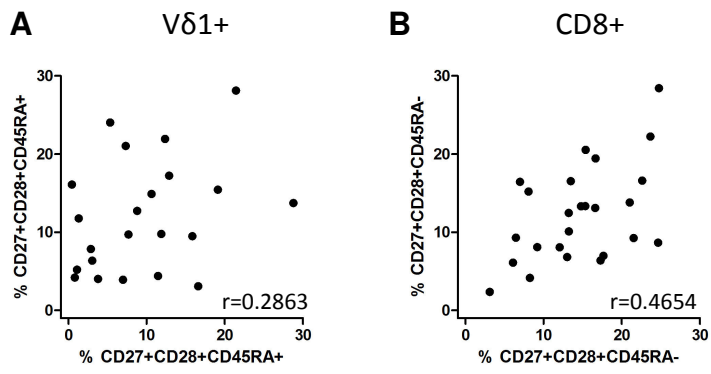 A
Vδ1+
% CD27+CD28+CD45RA+
30
20
10
0
0 10 20 30
r=0.2863
% CD27+CD28+CD45RA+
B
CD8+
% CD27+CD28+CD45RA-
30
20
10
0
0 10 20 30
r=0.4654
% CD27+CD28+CD45RA-